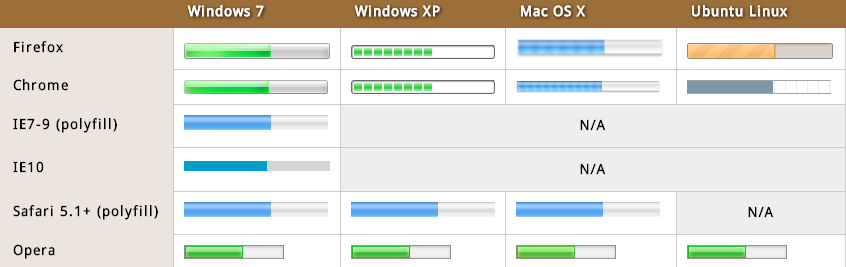 Windows 7 Windows XP Mac OS X Ubuntu Linux
Firefox
Chrome
IE7-9 (polyfill) N/A
IE10 N/A
Safari 5.1+ (polyfill) N/A
Opera